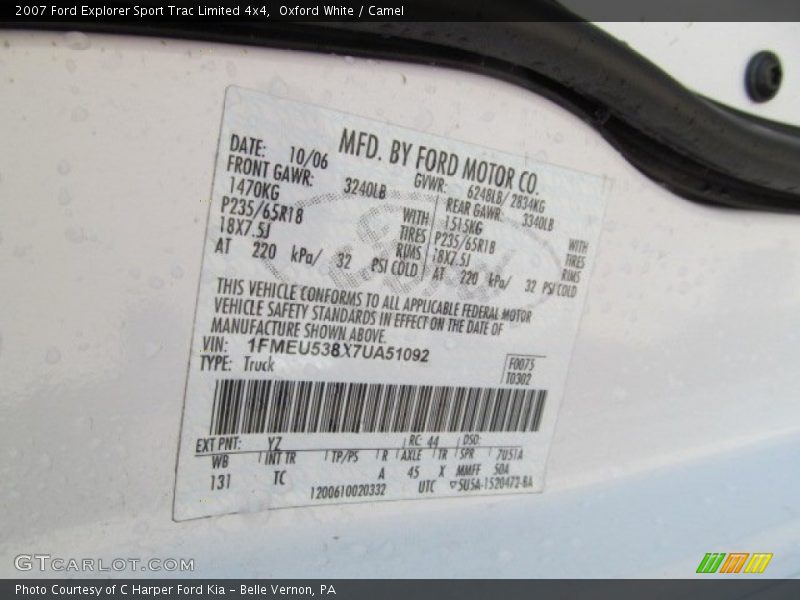 2007 Ford Explorer Sport Trac Limited 4x4, Oxford White / Camel
MFD. BY FORD MOTOR CO.
DATE: 10/06 GVWR: 6248LB/2834KG
FRONT GAWR: 3240LB REAR GAWR: 3340LB
1470KG WITH 1515KG WITH
P235/65R18 TIRES P235/65R18 TIRES
18X7.5J RIMS 18X7.5J RIMS
AT 220 kPa/ 32 PSI COLD AT 220 kPa/ 32 PSI COLD
THIS VEHICLE CONFORMS TO ALL APPLICABLE FEDERAL MOTOR
VEHICLE SAFETY STANDARDS IN EFFECT ON THE DATE OF
MANUFACTURE SHOWN ABOVE.
VIN: 1FMEU538X7UA51092
TYPE: Truck F0075
T0302
EXT PNT: YZ RC: 44 DSO:
WB INT TR TP/PS R AXLE TR SPR 7U5TA
131 TC A 45 X MMFF 50A
1200610020332 UTC ▽5U5A-1520472-BA
GTCARLOT.COM
Photo Courtesy of C Harper Ford Kia - Belle Vernon, PA